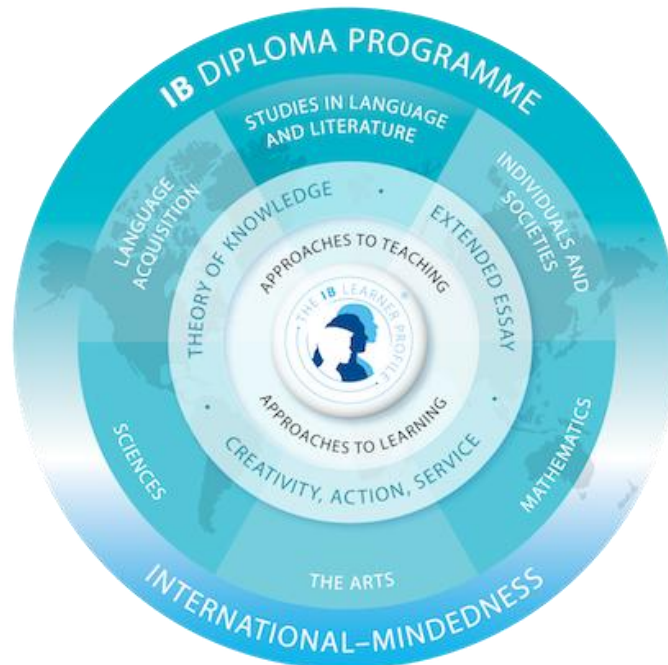 IB DIPLOMA PROGRAMME
STUDIES IN LANGUAGE
AND LITERATURE
LANGUAGE
ACQUISITION
INDIVIDUALS AND
SOCIETIES
THEORY OF KNOWLEDGE
·
EXTENDED ESSAY
·
APPROACHES TO TEACHING
THE IB LEARNER PROFILE
®
APPROACHES TO LEARNING
·
CREATIVITY, ACTION, SERVICE
SCIENCES
MATHEMATICS
THE ARTS
INTERNATIONAL–MINDEDNESS